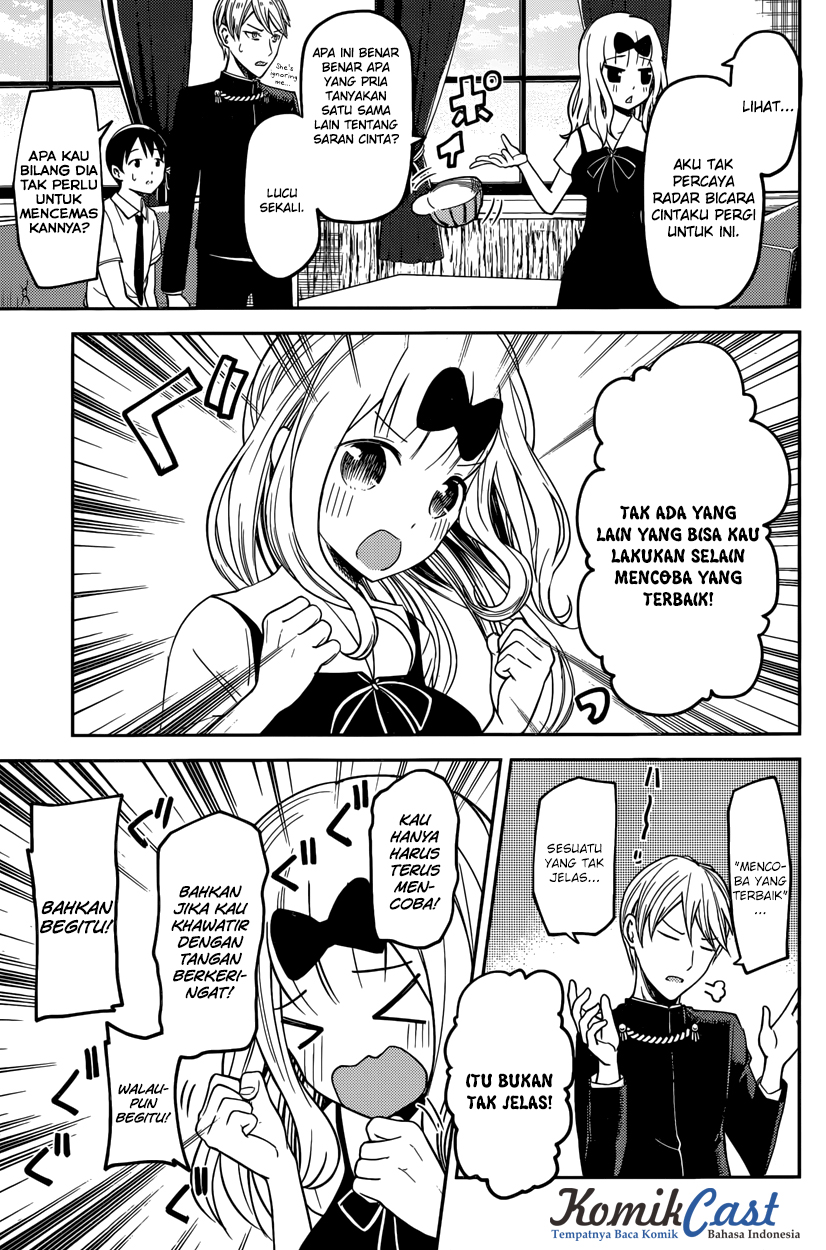 LIHAT...
AKU TAK
PERCAYA
RADAR BICARA
CINTAKU PERGI
UNTUK INI.
ポイ
APA INI BENAR
BENAR APA
YANG PRIA
TANYAKAN
SATU SAMA
LAIN TENTANG
SARAN CINTA?
LUCU
SEKALI.
She's
ignoring
me...
APA KAU
BILANG DIA
TAK PERLU
UNTUK
MENCEMAS
KANNYA?
TAK ADA YANG
LAIN YANG BISA KAU
LAKUKAN SELAIN
MENCOBA YANG
TERBAIK!
ぐっ
"MENCO-
BA YANG
TERBAIK"
...
SESUATU
YANG TAK
JELAS...
ITU BUKAN
TAK JELAS!
KAU
HANYA
HARUS
TERUS
MEN-
COBA!
BAHKAN
JIKA KAU
KHAWATIR
DENGAN
TANGAN
BERKERI-
NGAT!
BAHKAN
BEGITU!
WALAU-
PUN
BEGITU!
KomikCast
Tempatnya Baca Komik Bahasa Indonesia